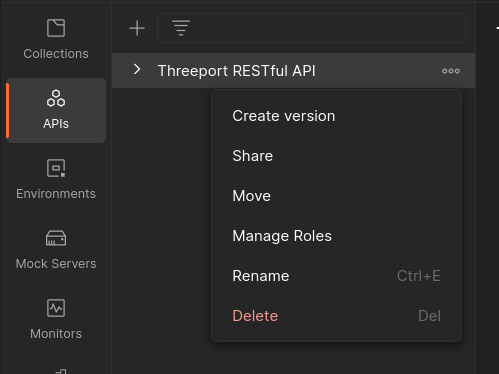 Collections
APIs
Environments
Mock Servers
Monitors
Threeport RESTful API
Create version
Share
Move
Manage Roles
Rename Ctrl+E
Delete Del